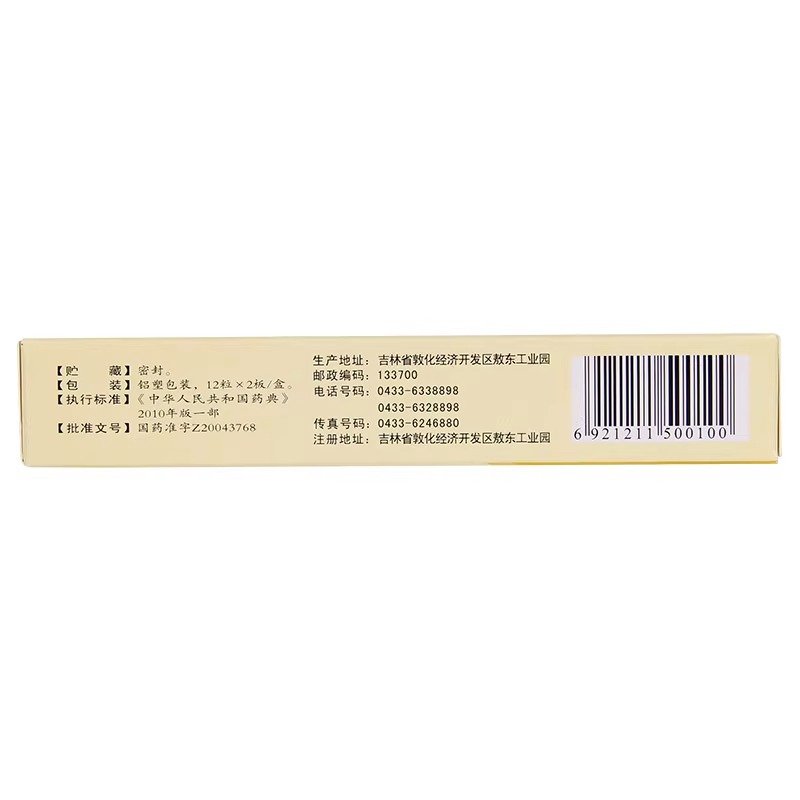 【贮 藏】密封。
【包 装】铝塑包装，12粒×2板/盒。
【执行标准】《中华人民共和国药典》
2010年版一部
【批准文号】国药准字Z20043768
生产地址：吉林省敦化经济开发区敖东工业园
邮政编码：133700
电话号码：0433-6338898
0433-6328898
传真号码：0433-6246880
注册地址：吉林省敦化经济开发区敖东工业园
6 921211 500100